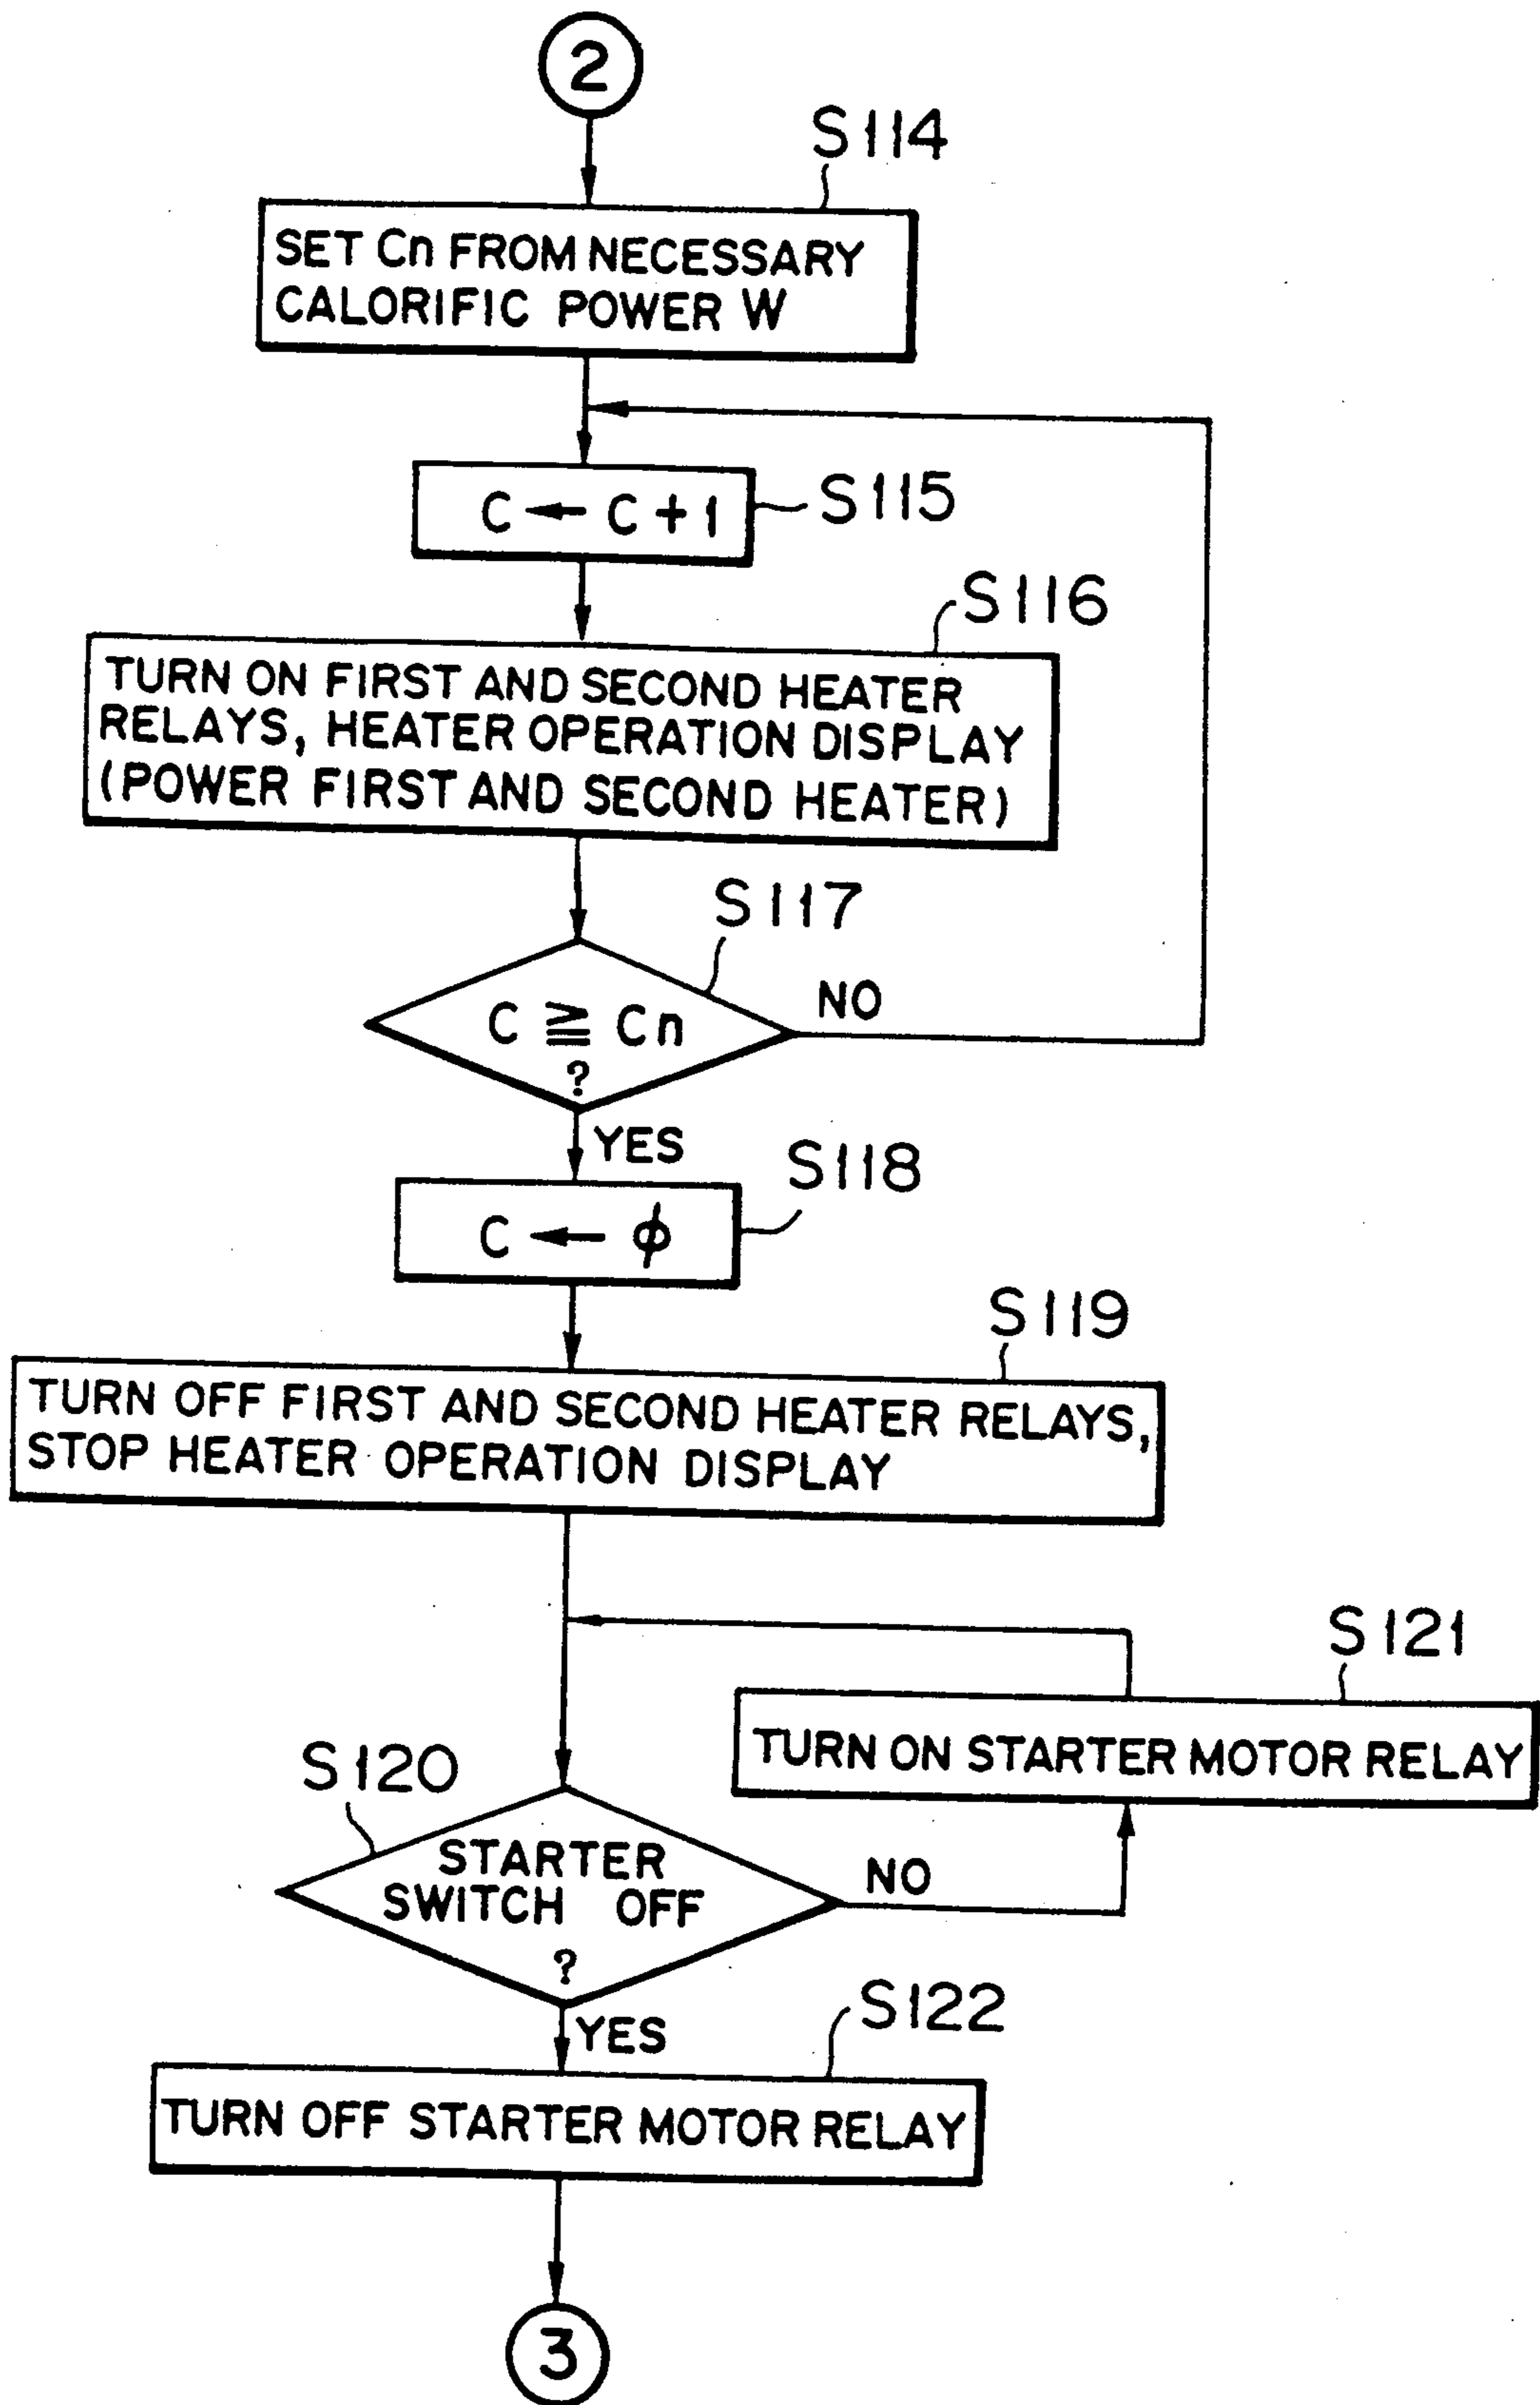 2
S114
SET Cn FROM NECESSARY
CALORIFIC POWER W
C ← C + 1
S115
S116
TURN ON FIRST AND SECOND HEATER
RELAYS, HEATER OPERATION DISPLAY
(POWER FIRST AND SECOND HEATER)
S117
C ≧ Cn
?
NO
YES
S118
C ← ϕ
S119
TURN OFF FIRST AND SECOND HEATER RELAYS,
STOP HEATER OPERATION DISPLAY
S121
TURN ON STARTER MOTOR RELAY
S120
STARTER
SWITCH OFF
?
NO
YES
S122
TURN OFF STARTER MOTOR RELAY
3